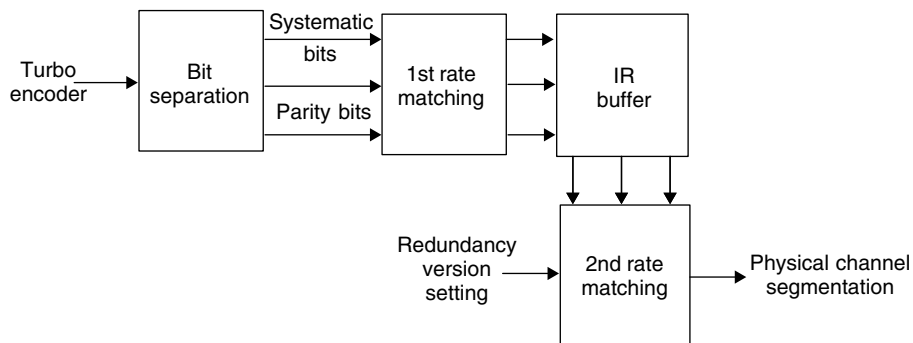 Turbo
encoder
Bit
separation
Systematic
bits
Parity bits
1st rate
matching
IR
buffer
Redundancy
version
setting
2nd rate
matching
Physical channel
segmentation